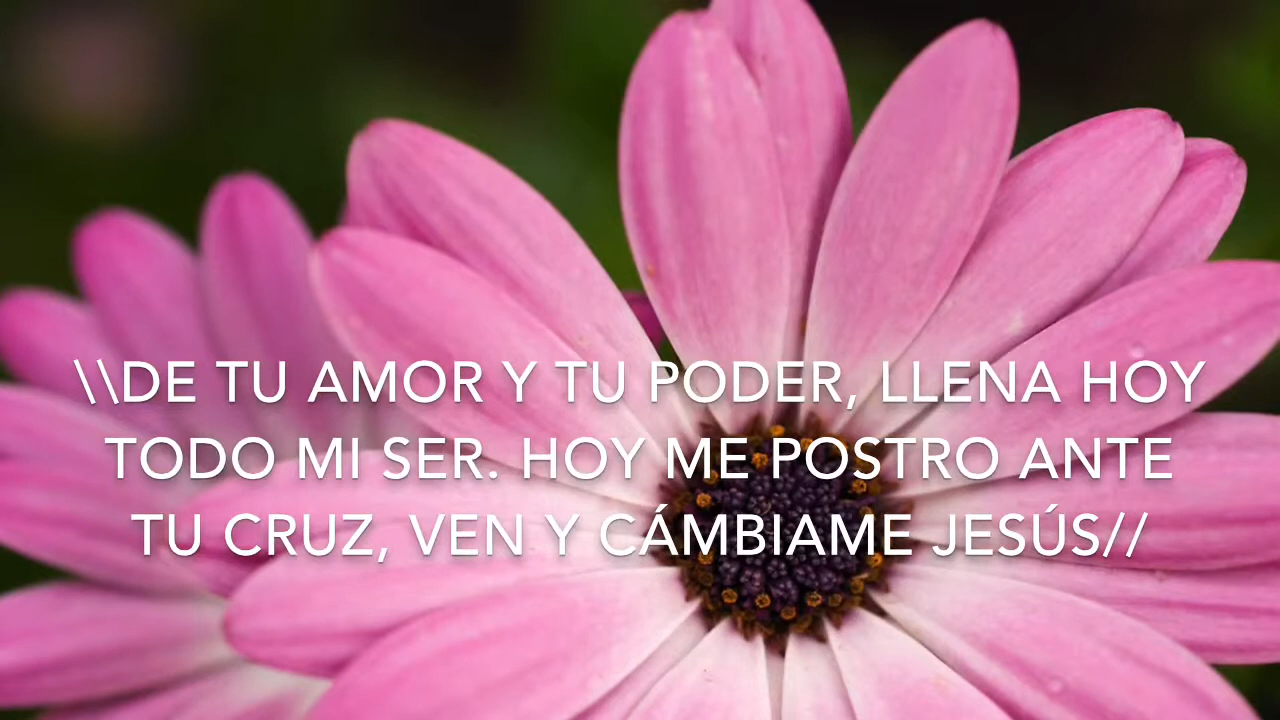 \\DE TU AMOR Y TU PODER, LLENA HOY
TODO MI SER. HOY ME POSTRO ANTE
TU CRUZ, VEN Y CÁMBIAME JESÚS//